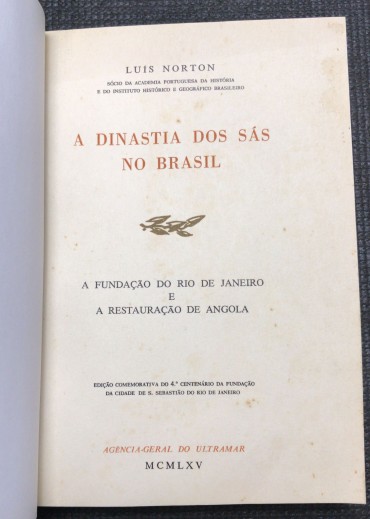 LUIS NORTON
SÓCIO DA ACADEMIA PORTUGUESA DA HISTÓRIA
E DO INSTITUTO HISTÓRICO E GEOGRÁFICO BRASILEIRO
A DINASTIA DOS SÁS
NO BRASIL
A FUNDAÇÃO DO RIO DE JANEIRO
E
A RESTAURAÇÃO DE ANGOLA
EDIÇÃO COMEMORATIVA DO 4.º CENTENÁRIO DA FUNDAÇÃO
DA CIDADE DE S. SEBASTIÃO DO RIO DE JANEIRO
AGÊNCIA-GERAL DO ULTRAMAR
MCMLXV